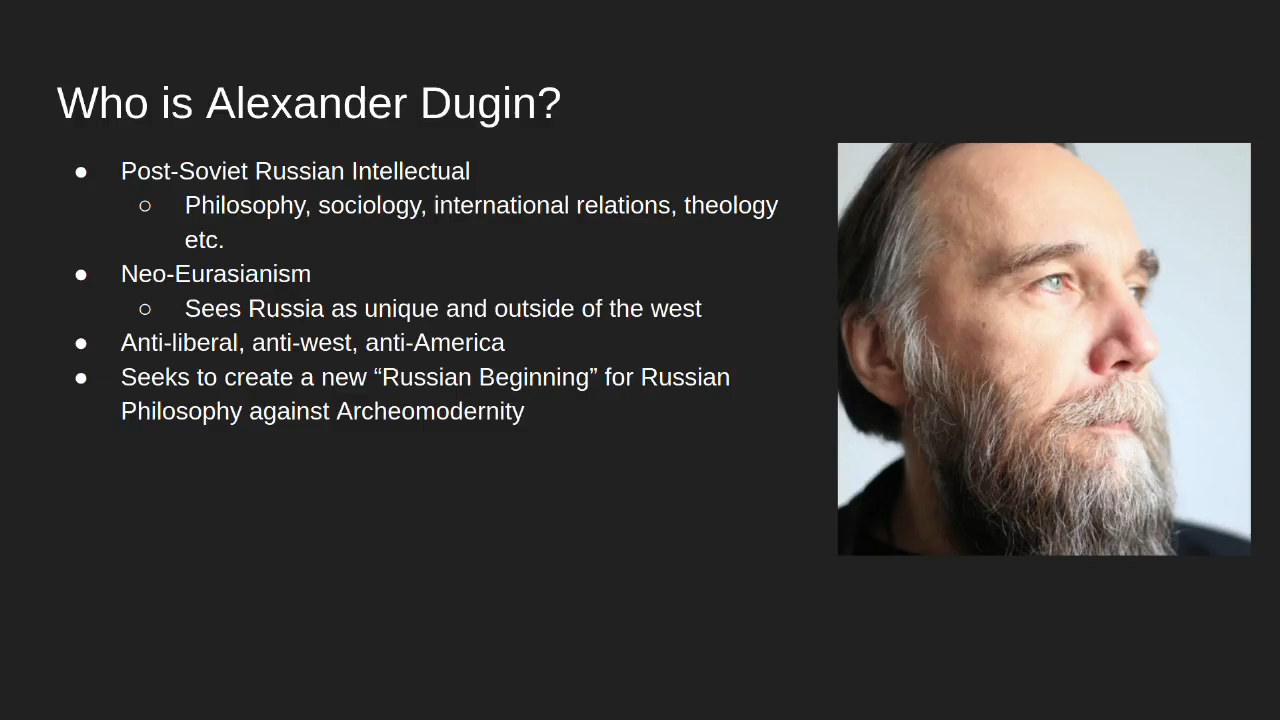 Who is Alexander Dugin?
● Post-Soviet Russian Intellectual
○ Philosophy, sociology, international relations, theology
etc.
● Neo-Eurasianism
○ Sees Russia as unique and outside of the west
● Anti-liberal, anti-west, anti-America
● Seeks to create a new “Russian Beginning” for Russian
Philosophy against Archeomodernity